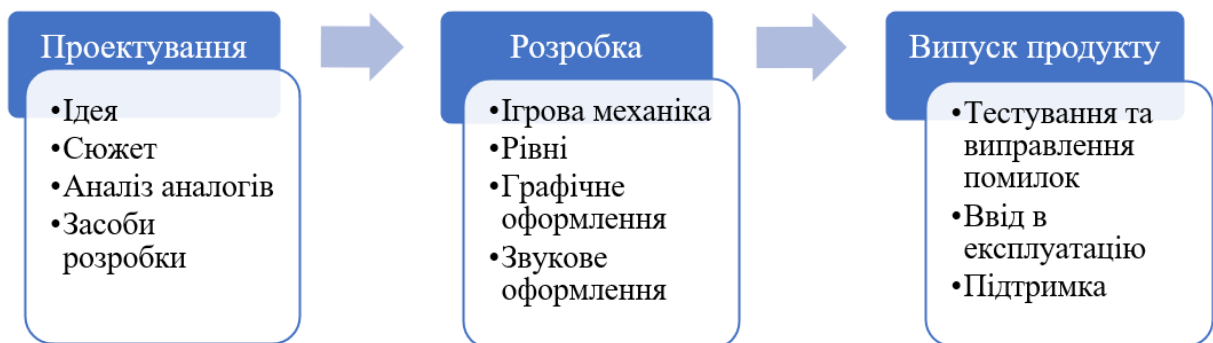 Проектування
•Ідея
•Сюжет
•Аналіз аналогів
•Засоби
розробки
Розробка
•Ігрова механіка
•Рівні
•Графічне
оформлення
•Звукове
оформлення
Випуск продукту
•Тестування та
виправлення
помилок
•Ввід в
експлуатацію
•Підтримка